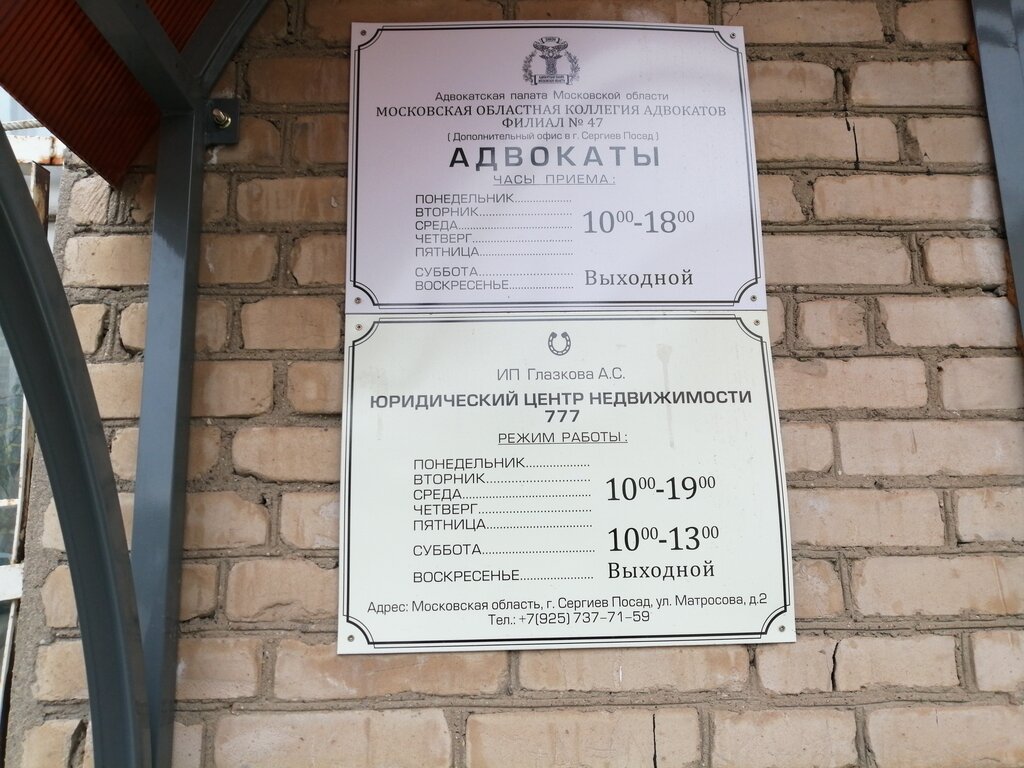 Адвокатская палата Московской области
МОСКОВСКАЯ ОБЛАСТНАЯ КОЛЛЕГИЯ АДВОКАТОВ
ФИЛИАЛ № 47
( Дополнительный офис в г. Сергиев Посад )
АДВОКАТЫ
ЧАСЫ ПРИЕМА:
ПОНЕДЕЛЬНИК
ВТОРНИК
СРЕДА
ЧЕТВЕРГ
ПЯТНИЦА
10⁰⁰-18⁰⁰
СУББОТА
ВОСКРЕСЕНЬЕ
Выходной
ИП Глазкова А.С.
ЮРИДИЧЕСКИЙ ЦЕНТР НЕДВИЖИМОСТИ
777
РЕЖИМ РАБОТЫ:
ПОНЕДЕЛЬНИК
ВТОРНИК
СРЕДА
ЧЕТВЕРГ
ПЯТНИЦА
10⁰⁰-19⁰⁰
СУББОТА 10⁰⁰-13⁰⁰
ВОСКРЕСЕНЬЕ Выходной
Адрес: Московская область, г. Сергиев Посад, ул. Матросова, д.2
Тел.: +7(925) 737-71-59